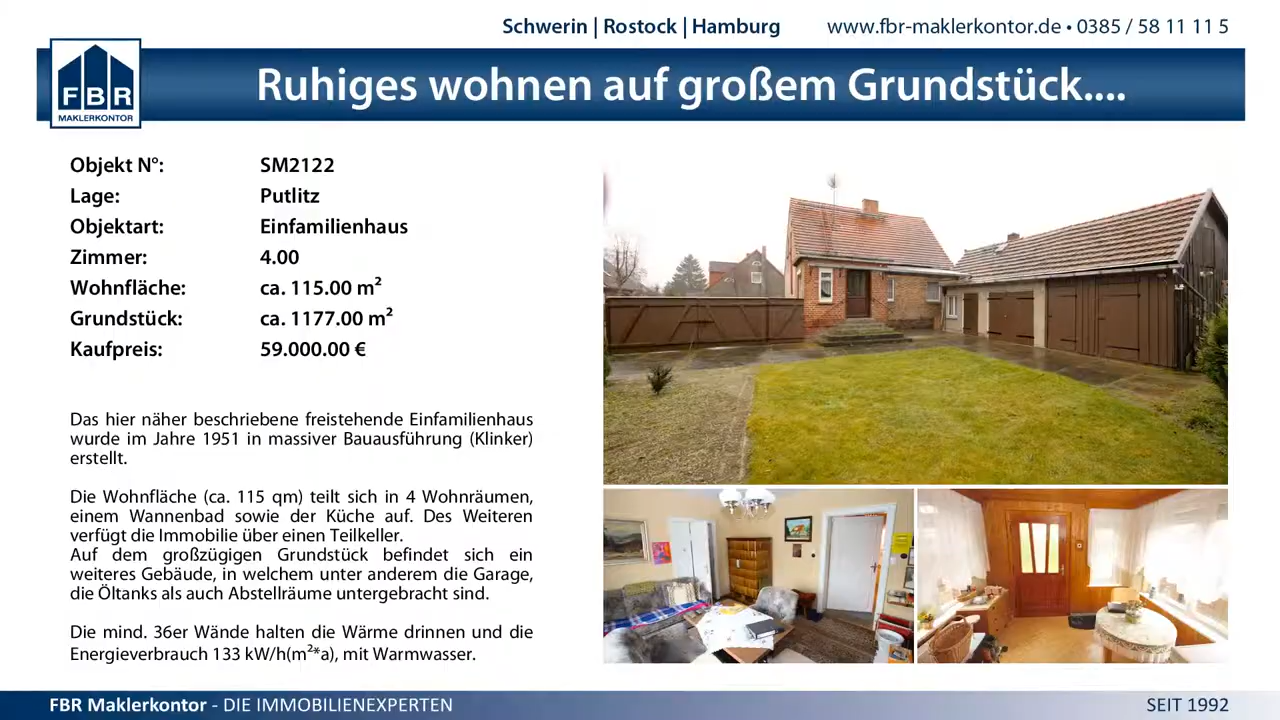 Schwerin | Rostock | Hamburg www.fbr-maklerkontor.de • 0385 / 58 11 11 5
FBR
MAKLERKONTOR
Ruhiges wohnen auf großem Grundstück....
Objekt N°: SM2122
Lage: Putlitz
Objektart: Einfamilienhaus
Zimmer: 4.00
Wohnfläche: ca. 115.00 m²
Grundstück: ca. 1177.00 m²
Kaufpreis: 59.000.00 €
Das hier näher beschriebene freistehende Einfamilienhaus
wurde im Jahre 1951 in massiver Bauausführung (Klinker)
erstellt.
Die Wohnfläche (ca. 115 qm) teilt sich in 4 Wohnräumen,
einem Wannenbad sowie der Küche auf. Des Weiteren
verfügt die Immobilie über einen Teilkeller.
Auf dem großzügigen Grundstück befindet sich ein
weiteres Gebäude, in welchem unter anderem die Garage,
die Öltanks als auch Abstellräume untergebracht sind.
Die mind. 36er Wände halten die Wärme drinnen und die
Energieverbrauch 133 kW/h(m²*a), mit Warmwasser.
FBR Maklerkontor - DIE IMMOBILIENEXPERTEN SEIT 1992